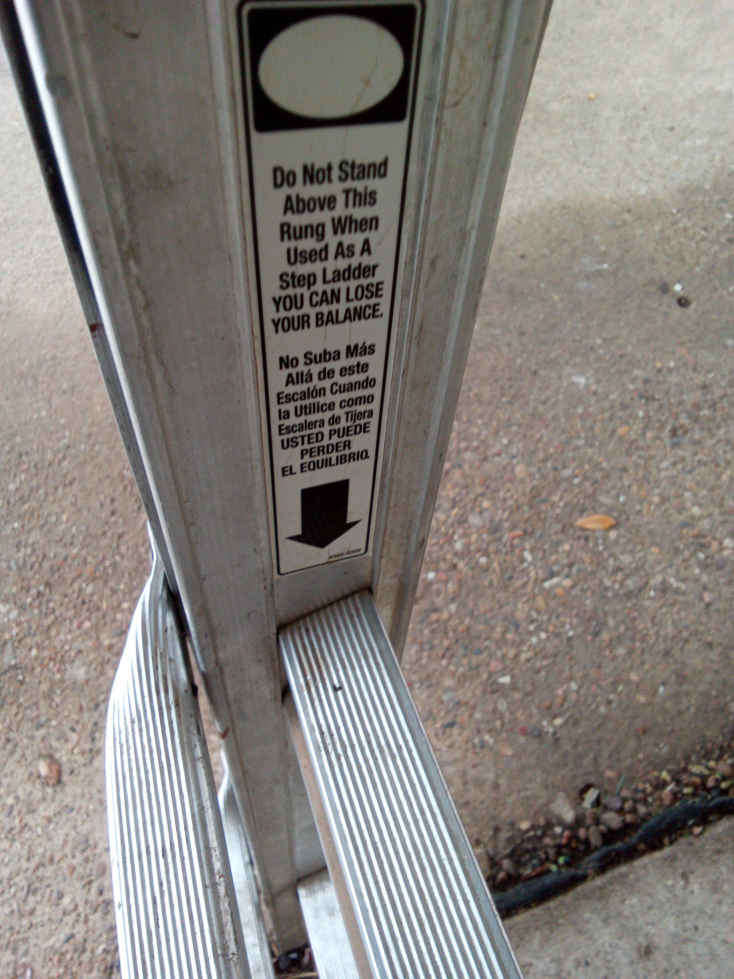 Do Not Stand
Above This
Rung When
Used As A
Step Ladder
YOU CAN LOSE
YOUR BALANCE.
No Suba Más
Allá de este
Escalón Cuando
la Utilice como
Escalera de Tijera
USTED PUEDE
PERDER
EL EQUILIBRIO.